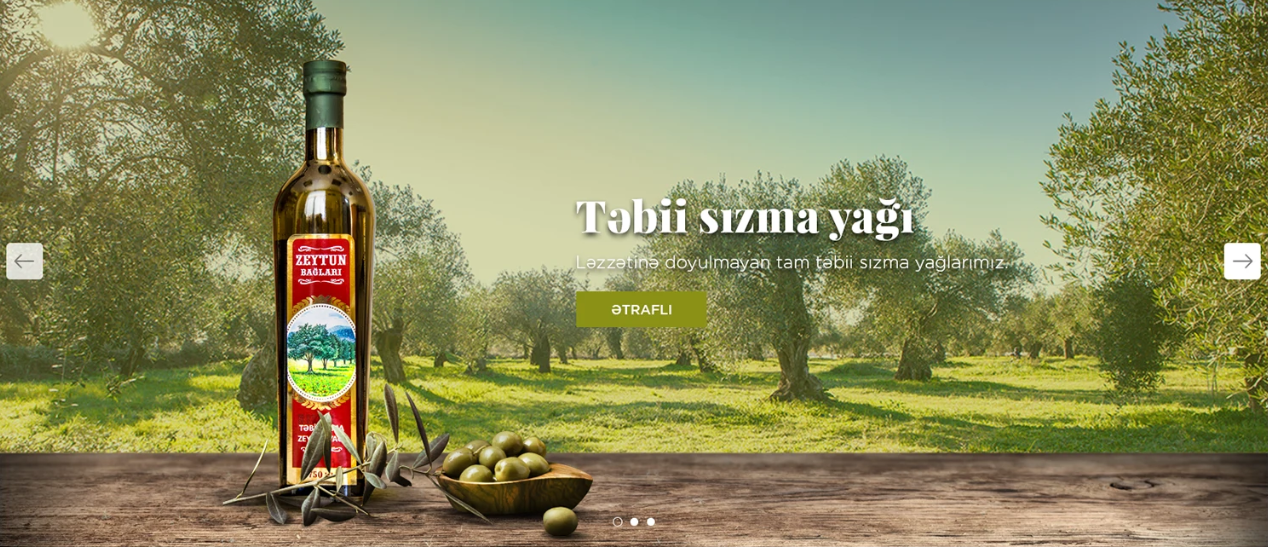 Təbii sızma yağı
Ləzzətinə doyulmayan tam təbii sızma yağlarımız.
ƏTRAFLI
ZEYTUN
BAĞLARI